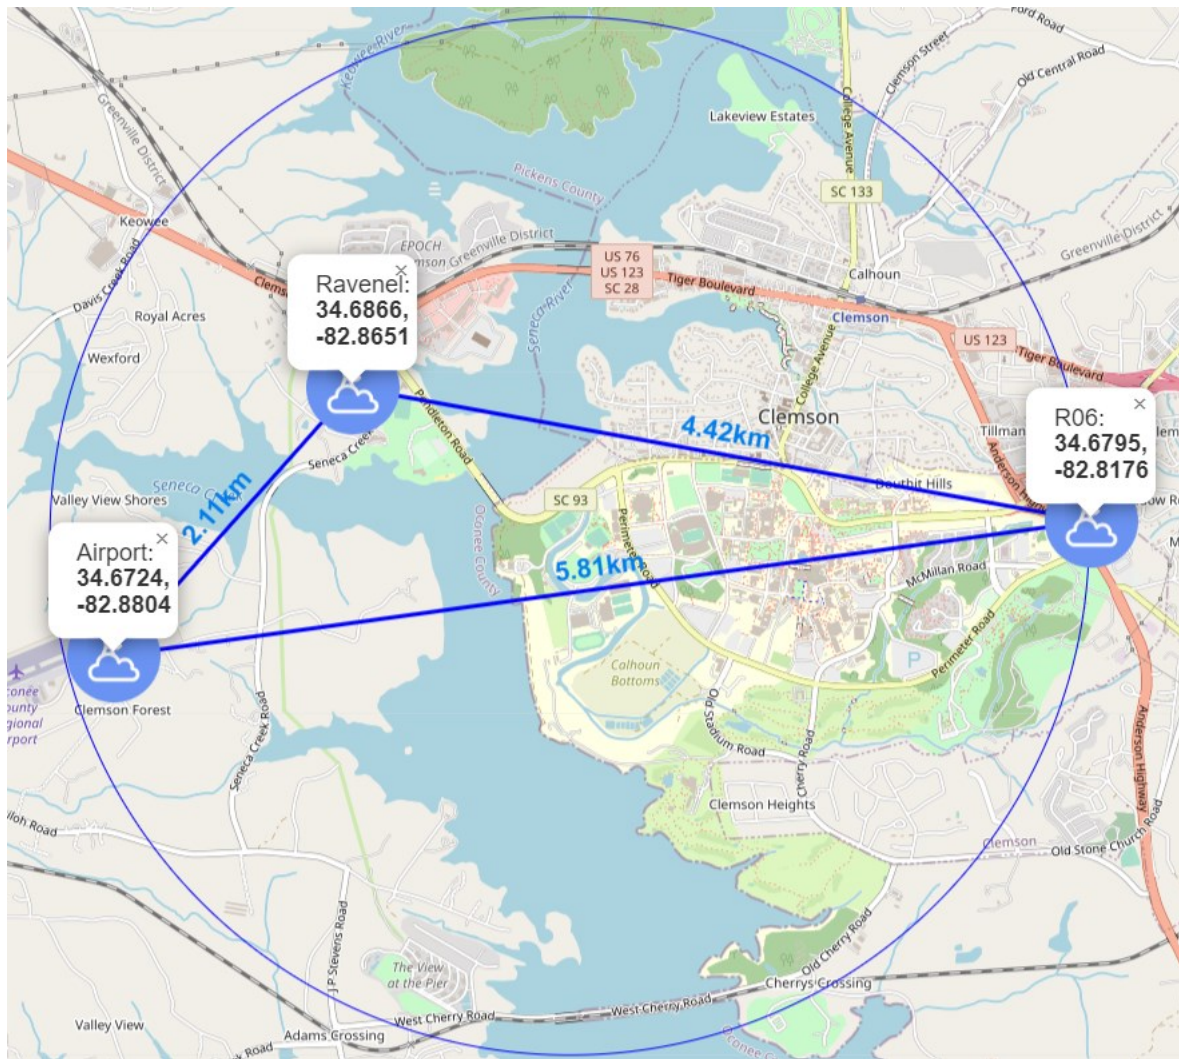 Ford Road
Keowee River
Clemson Street
Old Central Road
Greenville District
College Avenue
Lakeview Estates
Pickens County
SC 133
Keowee
Greenville District
EPOCH
Greenville District
US 76
US 123
SC 28
Davis Creek Road
Calhoun
Tiger Boulevard
×
Ravenel:
34.6866,
-82.8651
Royal Acres
Seneca River
Clemson
US 123
Wexford
College Avenue
Tiger Boulevard
×
R06:
34.6795,
-82.8176
Pendleton Road
Clemson
4.42km
Seneca Creek
Valley View Shores
2.11km
SC 93
Douthit Hills
Oconee County
Perimeter Road
×
Airport:
34.6724,
-82.8804
5.81km
McMillan Road
Perimeter Road
Calhoun
Bottoms
P
Clemson Forest
Old Stadium Road
Seneca Creek Road
Cherry Road
Anderson Highway
Clemson Heights
Clemson
Old Stone Church Road
J P Stevens Road
Old Cherry Road
The View
at the Pier
Cherrys Crossing
West Cherry Road
West Cherry Road
Valley View
Adams Crossing